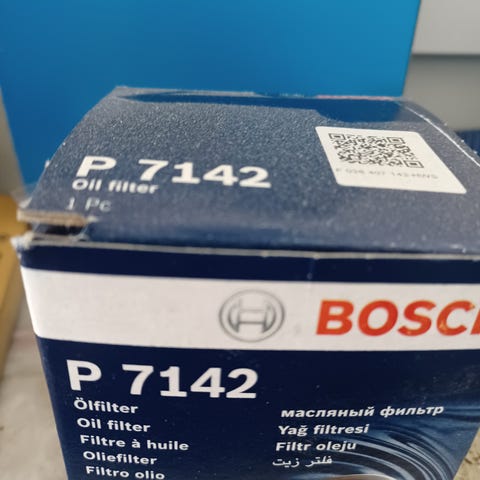 P 7142
Oil filter
1 Pc
BOSC
P 7142
Ölfilter
Oil filter
Filtre à huile
Oliefilter
Filtro olio
масляный фильтр
Yağ filtresi
Filtr oleju
فلتر زيت